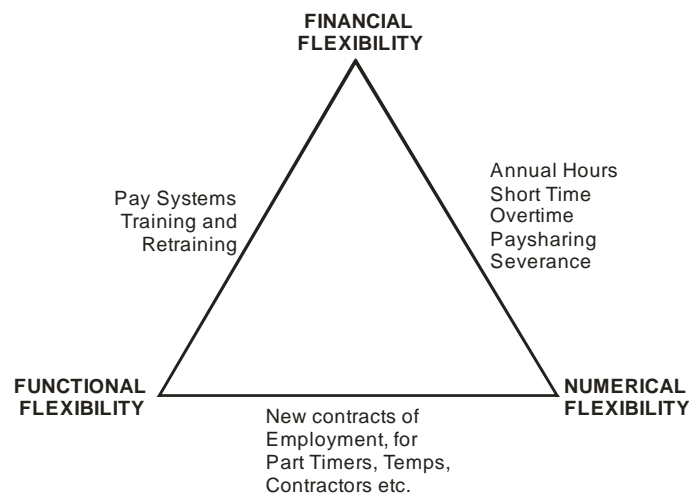 FINANCIAL
FLEXIBILITY
Pay Systems
Training and
Retraining
Annual Hours
Short Time
Overtime
Paysharing
Severance
FUNCTIONAL
FLEXIBILITY
NUMERICAL
FLEXIBILITY
New contracts of
Employment, for
Part Timers, Temps,
Contractors etc.